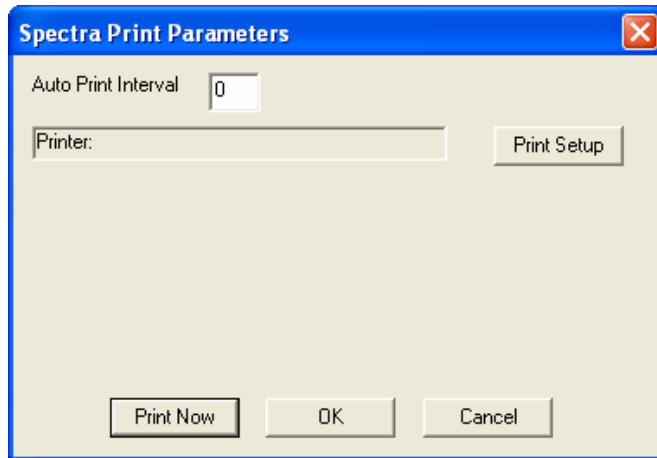 Spectra Print Parameters
Auto Print Interval 0
Printer: Print Setup
Print Now OK Cancel